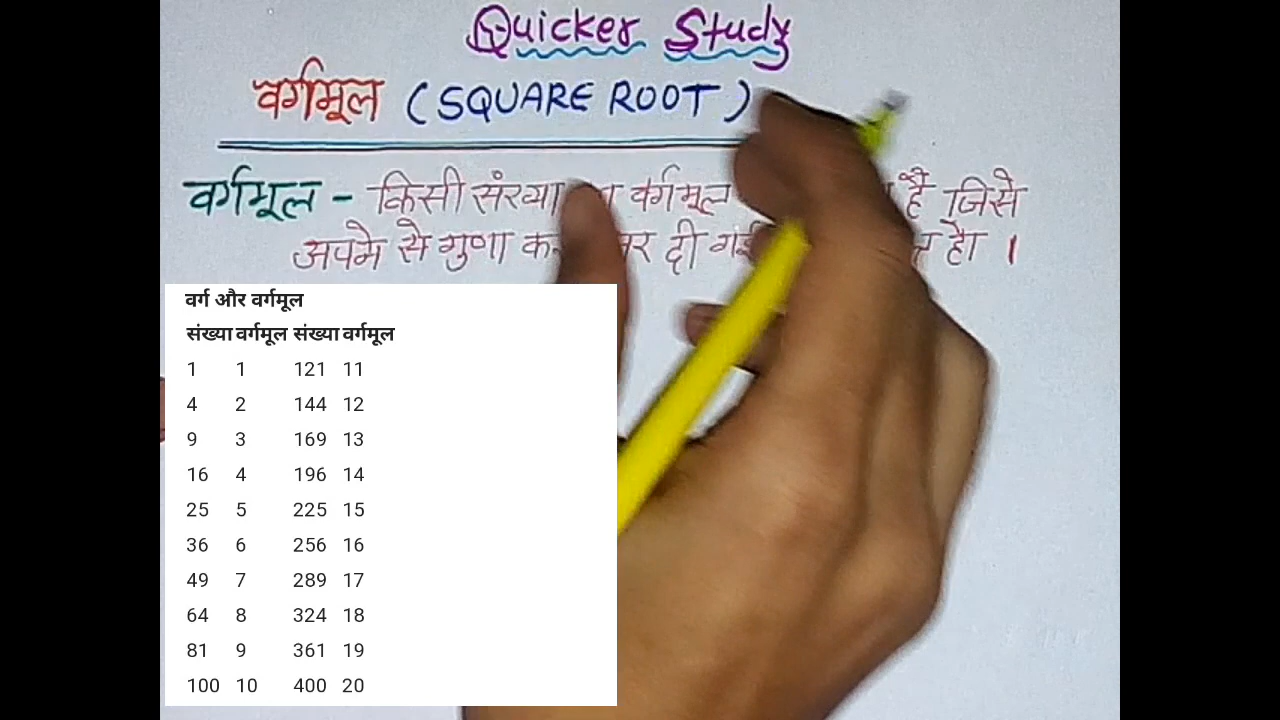 Quicker Study
वर्गमूल (SQUARE ROOT)
वर्गमूल - किसी संख्या वर्गमूल है जिसे
अपने से गुणा दी हो ।
वर्ग और वर्गमूल
संख्या वर्गमूल संख्या वर्गमूल
1 1 121 11
4 2 144 12
9 3 169 13
16 4 196 14
25 5 225 15
36 6 256 16
49 7 289 17
64 8 324 18
81 9 361 19
100 10 400 20